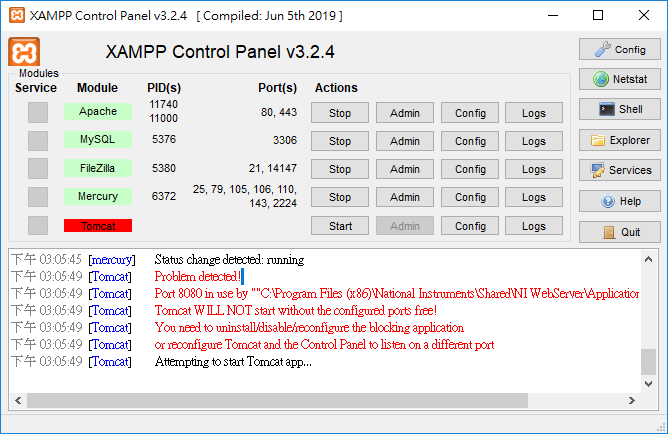 XAMPP Control Panel v3.2.4 [ Compiled: Jun 5th 2019 ]
XAMPP Control Panel v3.2.4
Config
Modules
Service Module PID(s) Port(s) Actions
Netstat
Apache 11740 11000 80, 443 Stop Admin Config Logs
Shell
MySQL 5376 3306 Stop Admin Config Logs
Explorer
FileZilla 5380 21, 14147 Stop Admin Config Logs
Services
Mercury 6372 25, 79, 105, 106, 110, 143, 2224 Stop Admin Config Logs
Help
Tomcat Start Admin Config Logs
Quit
下午 03:05:45 [mercury] Status change detected: running
下午 03:05:49 [Tomcat] Problem detected!
下午 03:05:49 [Tomcat] Port 8080 in use by ""C:\Program Files (x86)\National Instruments\Shared\NI WebServer\Application
下午 03:05:49 [Tomcat] Tomcat WILL NOT start without the configured ports free!
下午 03:05:49 [Tomcat] You need to uninstall/disable/reconfigure the blocking application
下午 03:05:49 [Tomcat] or reconfigure Tomcat and the Control Panel to listen on a different port
下午 03:05:49 [Tomcat] Attempting to start Tomcat app...